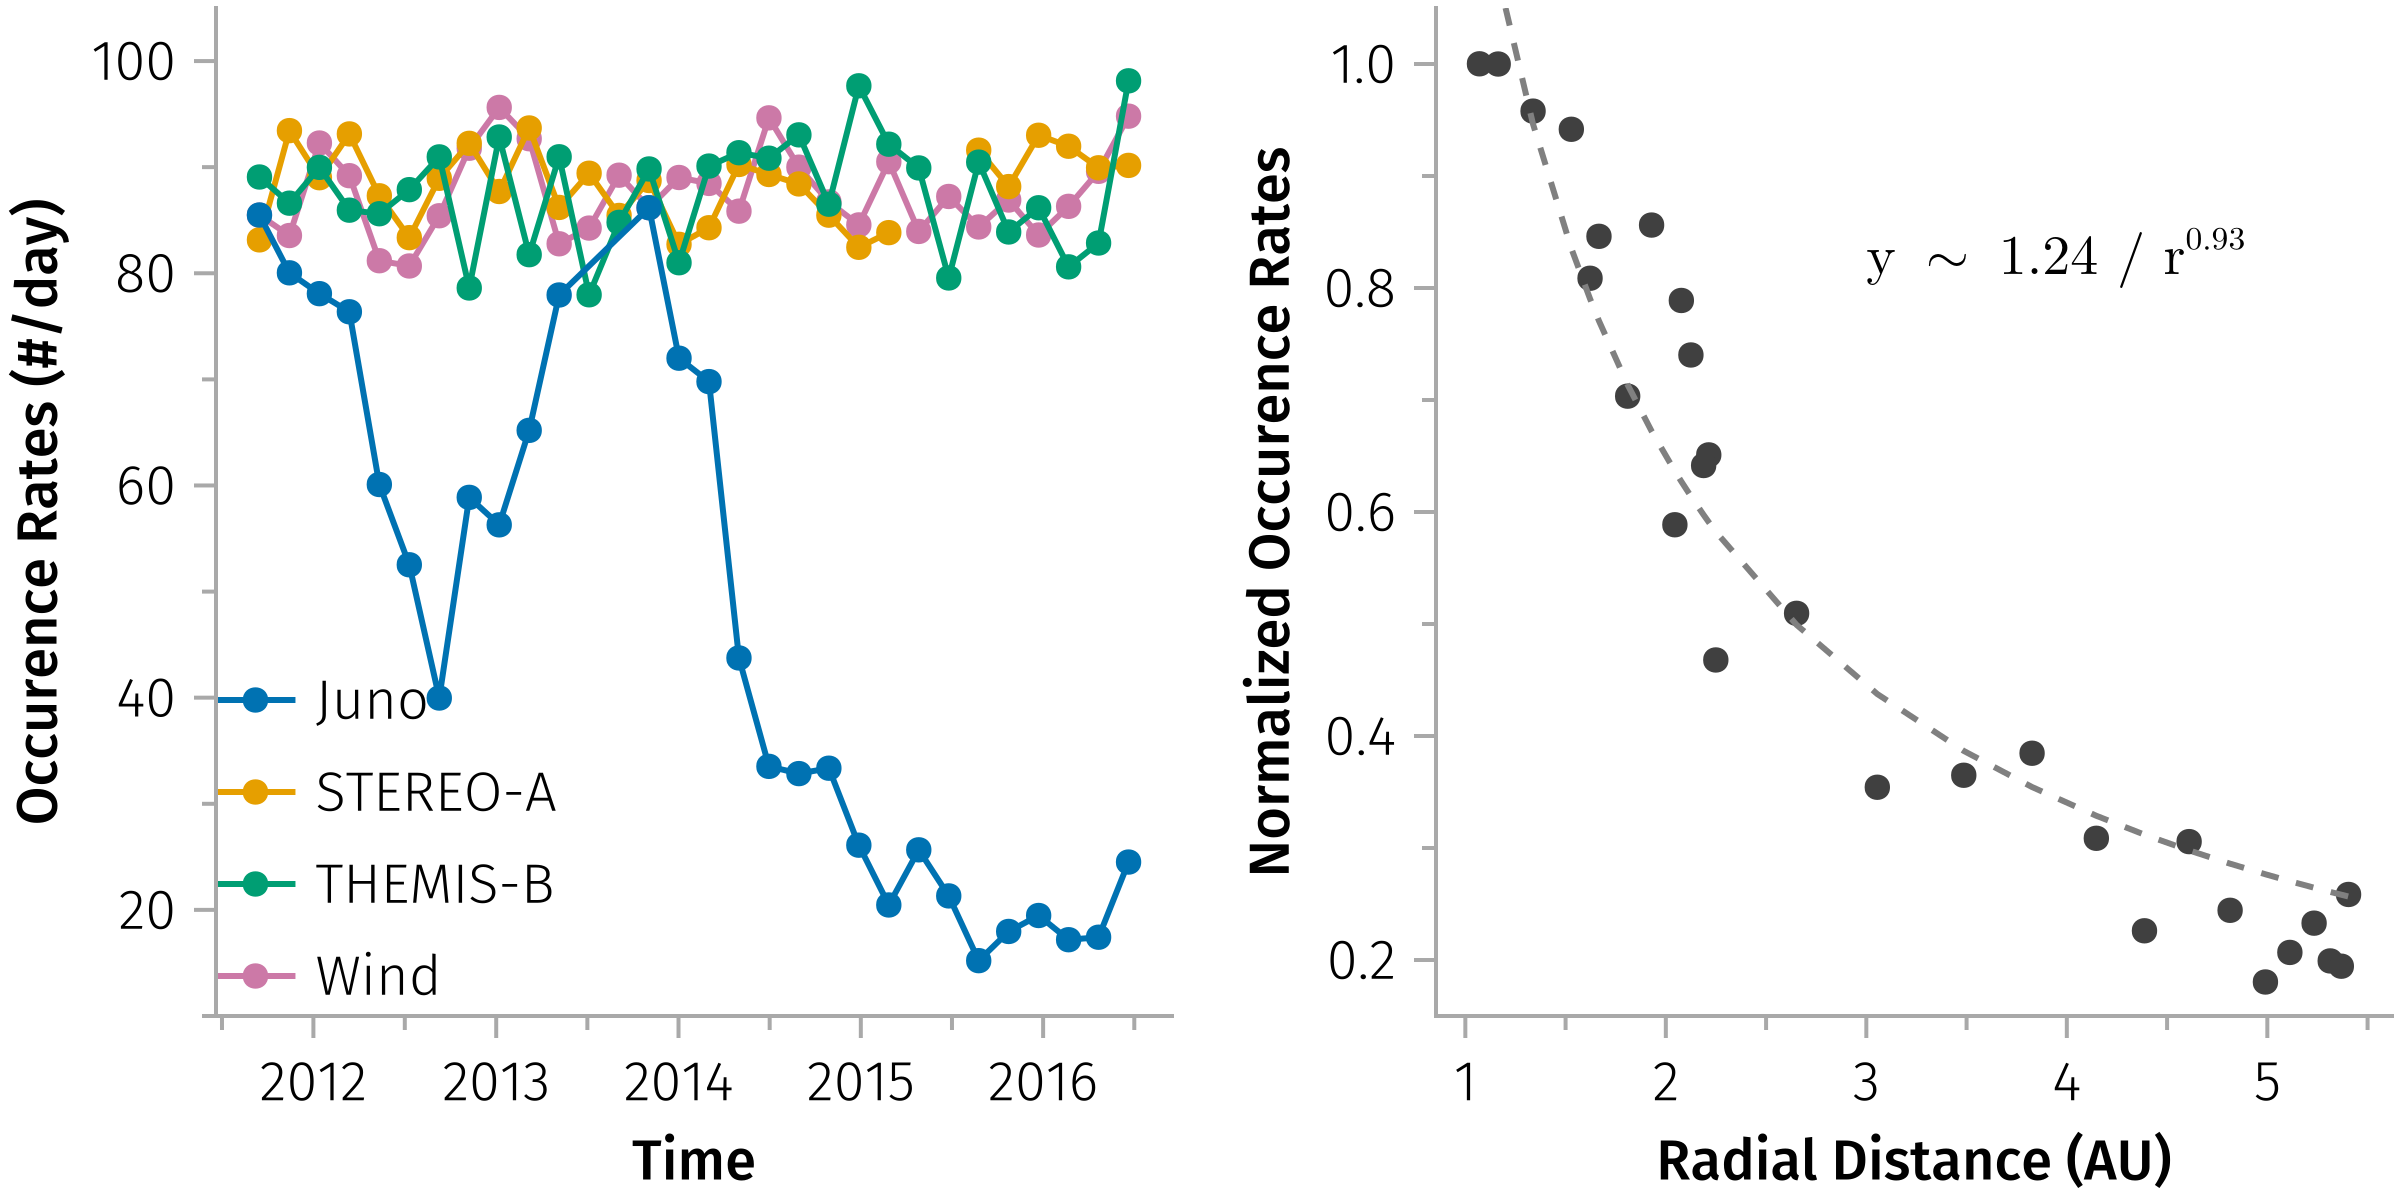 Occurence Rates (#/day)
100
80
60
40
20
Juno
STEREO-A
THEMIS-B
Wind
2012 2013 2014 2015 2016
Time
Normalized Occurence Rates
1.0
0.8
0.6
0.4
0.2
y ~ 1.24 / r^0.93
1 2 3 4 5
Radial Distance (AU)